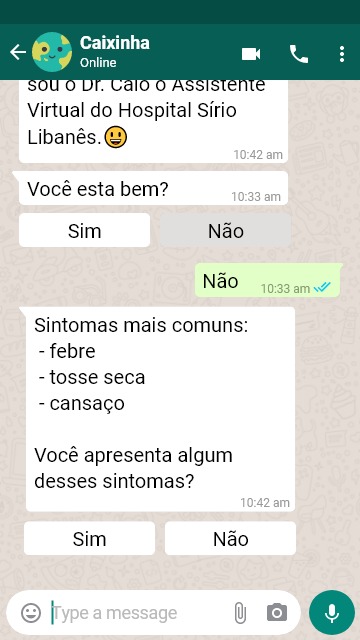 Caixinha
Online
sou o Dr. Caio o Assistente
Virtual do Hospital Sírio
Libanês.😃
10:42 am
Você esta bem?
10:33 am
Sim
Não
Não
10:33 am
Sintomas mais comuns:
- febre
- tosse seca
- cansaço
Você apresenta algum
desses sintomas?
10:42 am
Sim
Não
Type a message